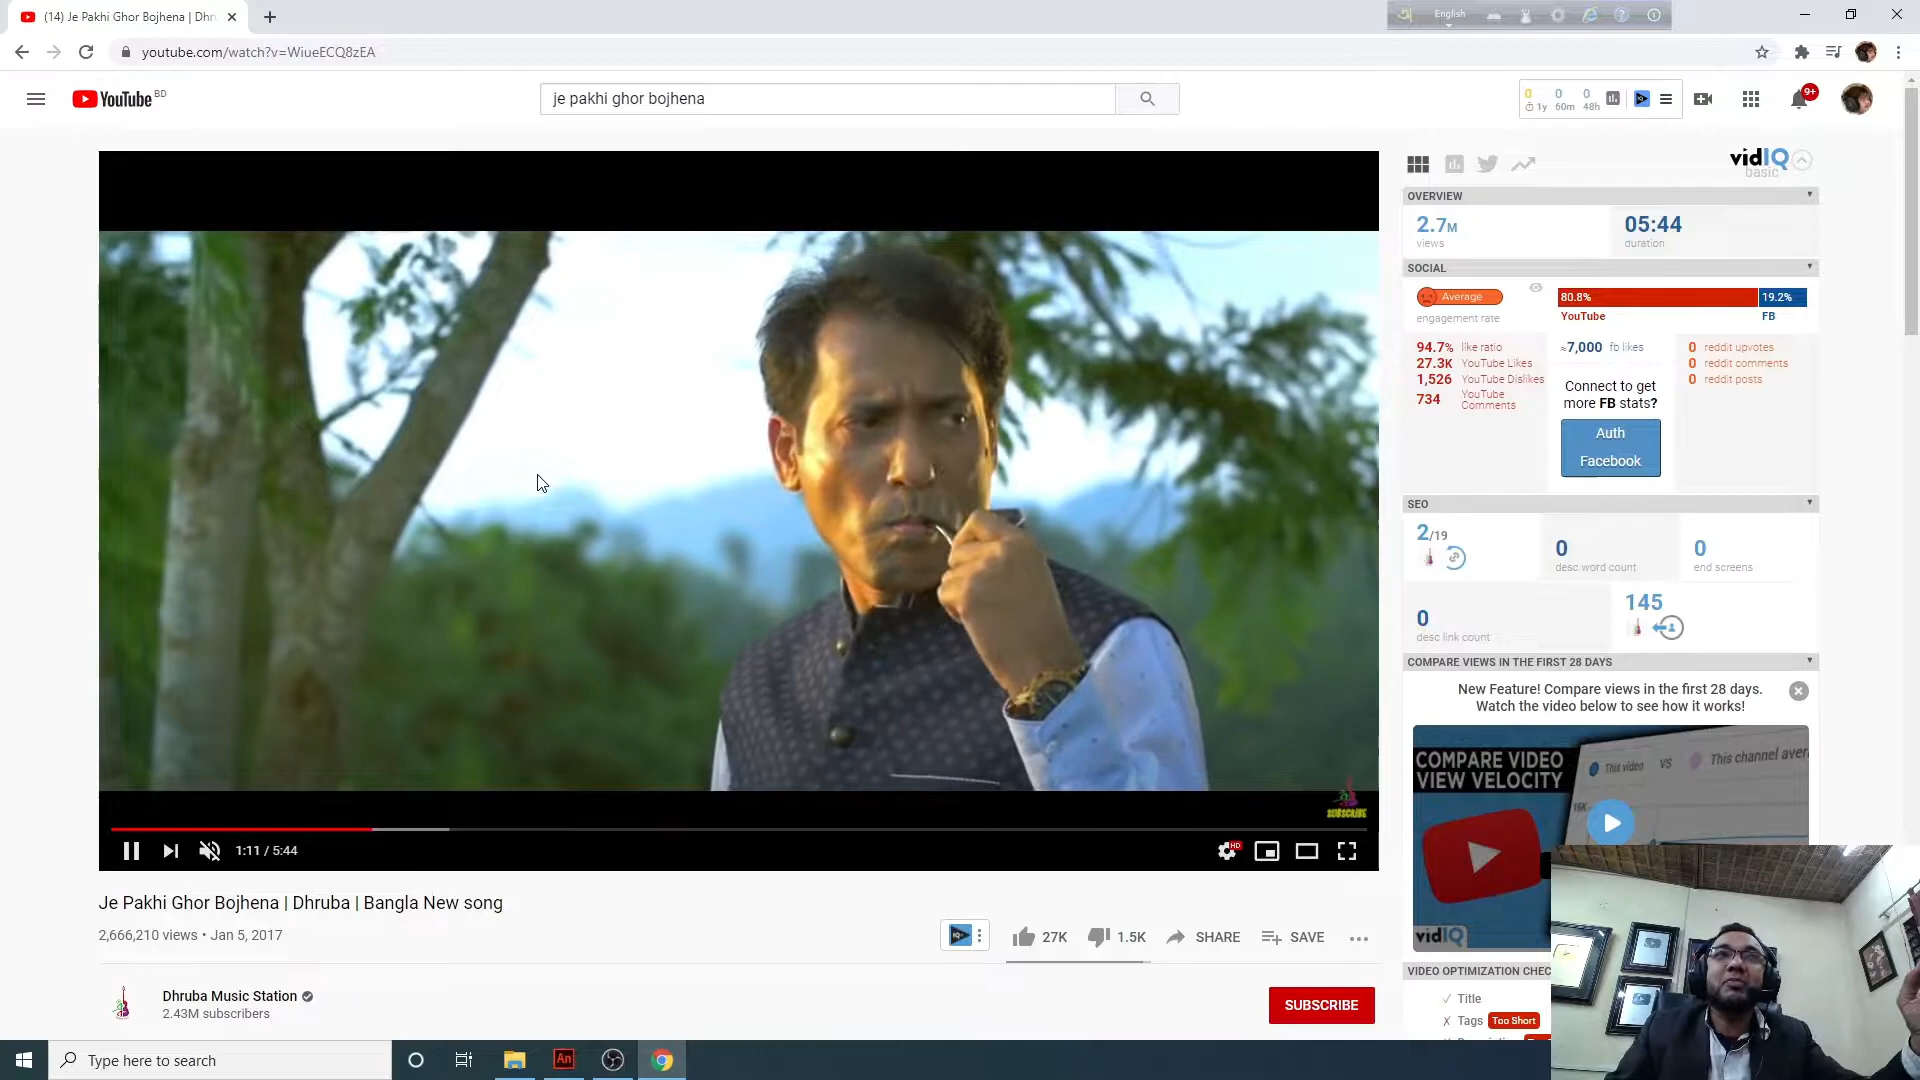 (14) Je Pakhi Ghor Bojhena | Dhru
English
youtube.com/watch?v=WiueECQ8zEA
YouTube BD
je pakhi ghor bojhena
0 0 0
1y 60m 48h
9+
vidIQ
basic
OVERVIEW
2.7M
views
05:44
duration
SOCIAL
Average
engagement rate
80.8% 19.2%
YouTube FB
94.7% like ratio
27.3K YouTube Likes
1,526 YouTube Dislikes
734 YouTube Comments
≈7,000 fb likes
Connect to get
more FB stats?
Auth
Facebook
0 reddit upvotes
0 reddit comments
0 reddit posts
SEO
2/19
0
desc word count
0
end screens
0
desc link count
145
COMPARE VIEWS IN THE FIRST 28 DAYS
New Feature! Compare views in the first 28 days.
Watch the video below to see how it works!
COMPARE VIDEO
VIEW VELOCITY
This video VS This channel aver
vidIQ
SUBSCRIBE
1:11 / 5:44
HD
Je Pakhi Ghor Bojhena | Dhruba | Bangla New song
2,666,210 views • Jan 5, 2017
27K 1.5K SHARE SAVE
Dhruba Music Station
2.43M subscribers
SUBSCRIBE
VIDEO OPTIMIZATION CHEC
✓ Title
✗ Tags Too Short
An
Type here to search